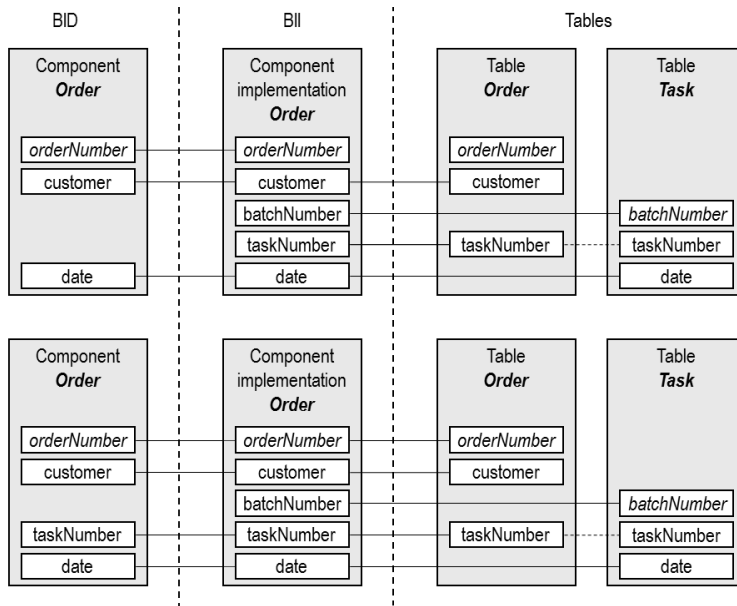 BID
BII
Tables
Component
Order
Component
implementation
Order
Table
Order
Table
Task
orderNumber
orderNumber
orderNumber
customer
customer
customer
batchNumber
batchNumber
taskNumber
taskNumber
taskNumber
date
date
date
Component
Order
Component
implementation
Order
Table
Order
Table
Task
orderNumber
orderNumber
orderNumber
customer
customer
customer
batchNumber
batchNumber
taskNumber
taskNumber
taskNumber
taskNumber
date
date
date